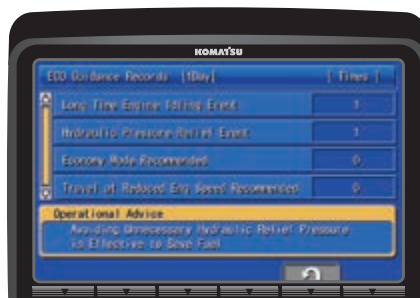 KOMATSU
ECO Guidance Records [1Day] [ Times ]
Long Time Engine Idling Event 1
Hydraulic Pressure Relief Event 1
Economy Mode Recommended 0
Travel at Reduced Eng Speed Recommended 0
Operational Advice
Avoiding Unnecessary Hydraulic Relief Pressure
is Effective to Save Fuel